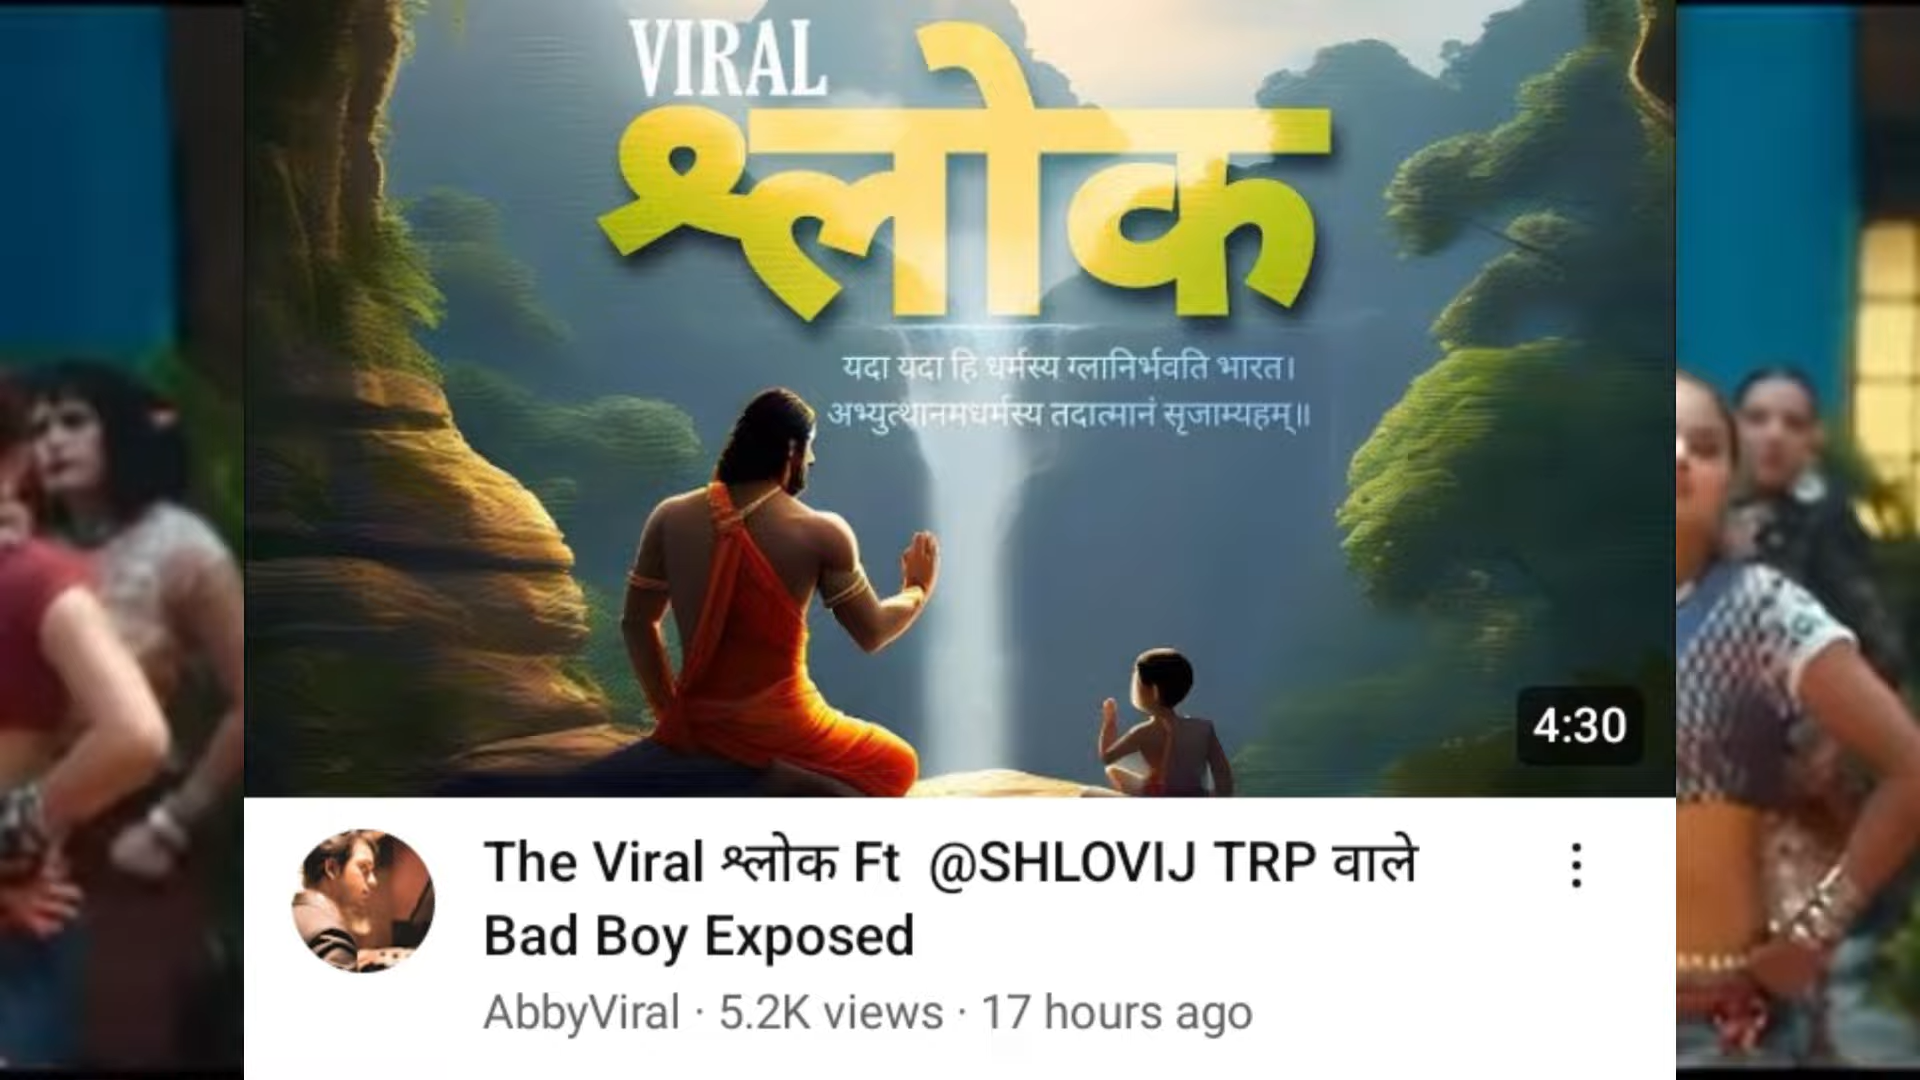 VIRAL
श्लोक
यदा यदा हि धर्मस्य ग्लानिर्भवति भारत।
अभ्युत्थानमधर्मस्य तदात्मानं सृजाम्यहम्॥
4:30
The Viral श्लोक Ft @SHLOVIJ TRP वाले
Bad Boy Exposed
AbbyViral · 5.2K views · 17 hours ago